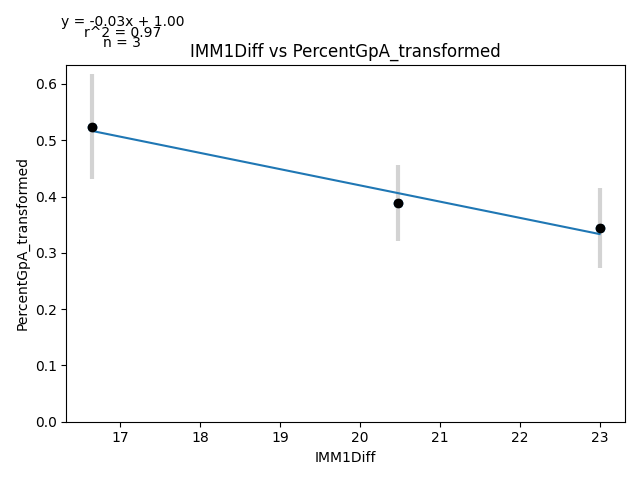 y = -0.03x + 1.00
r^2 = 0.97
n = 3
IMM1Diff vs PercentGpA_transformed
PercentGpA_transformed
0.6
0.5
0.4
0.3
0.2
0.1
0.0
17 18 19 20 21 22 23
IMM1Diff